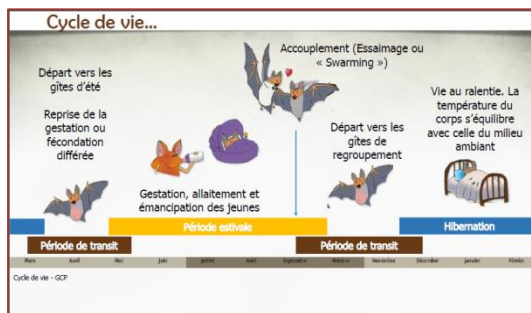 Cycle de vie...
Départ vers les
gîtes d'été
Reprise de la
gestation ou
fécondation
différée
Accouplement (Essaimage ou
« Swarming »)
Gestation, allaitement et
émancipation des jeunes
Départ vers les
gîtes de
regroupement
Vie au ralentie. La
température du
corps s'équilibre
avec celle du milieu
ambiant
Période estivale
Hibernation
Période de transit
Période de transit
Mars Avril Mai Juin Juillet Août Septembre Octobre Novembre Décembre Janvier Février
Cycle de vie - GCP